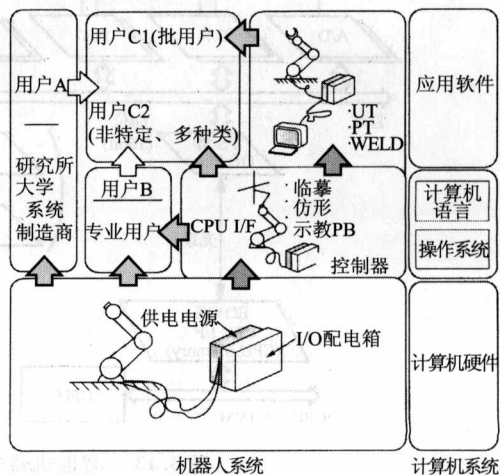 用户A
研究所
大学
系统
制造商
用户C1(批用户)
用户C2
(非特定、多种类)
用户B
专业用户
·UT
·PT
·WELD
CPU I/F
·临摹
仿形
示教PB
控制器
供电电源
I/O配电箱
机器人系统
应用软件
计算机
语言
操作系统
计算机硬件
计算机系统